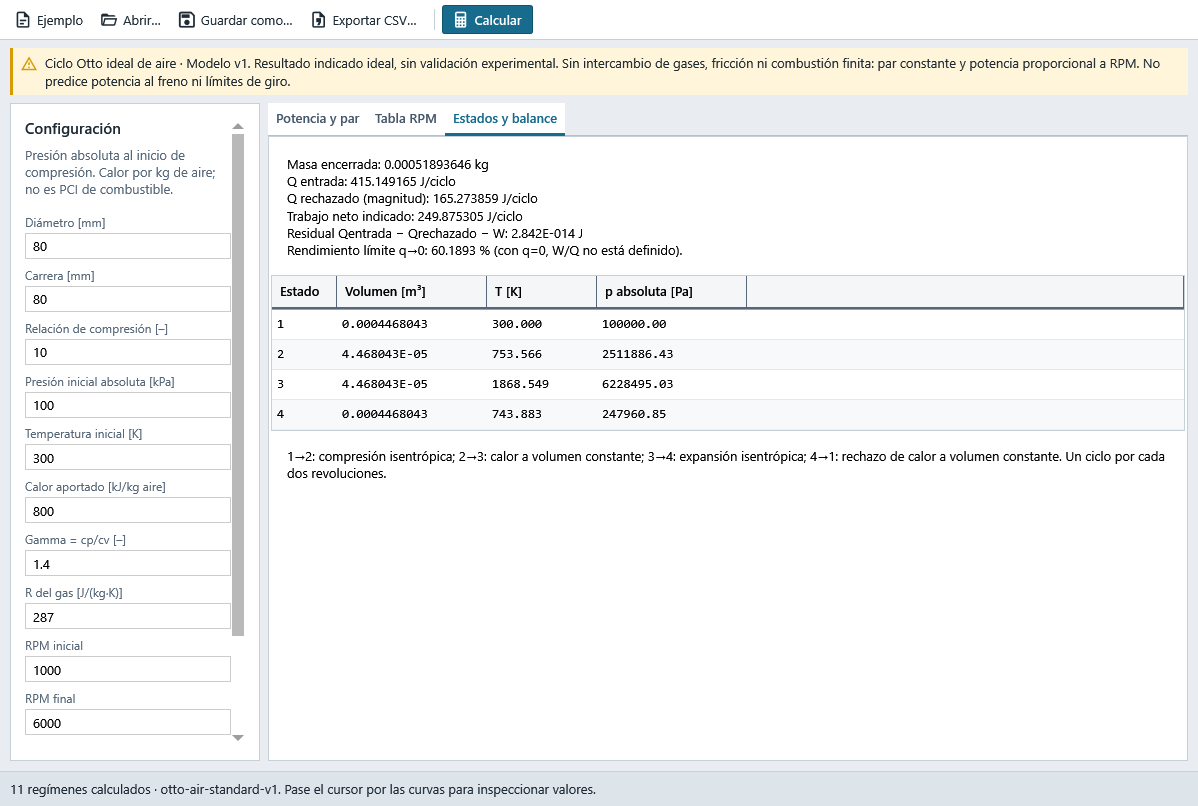 Ejemplo Abrir... Guardar como... Exportar CSV... Calcular
Ciclo Otto ideal de aire · Modelo v1. Resultado indicado ideal, sin validación experimental. Sin intercambio de gases, fricción ni combustión finita: par constante y potencia proporcional a RPM. No
predice potencia al freno ni límites de giro.
Configuración
Presión absoluta al inicio de
compresión. Calor por kg de aire;
no es PCI de combustible.
Diámetro [mm]
80
Carrera [mm]
80
Relación de compresión [–]
10
Presión inicial absoluta [kPa]
100
Temperatura inicial [K]
300
Calor aportado [kJ/kg aire]
800
Gamma = cp/cv [–]
1.4
R del gas [J/(kg·K)]
287
RPM inicial
1000
RPM final
6000
Potencia y par Tabla RPM Estados y balance
Masa encerrada: 0.00051893646 kg
Q entrada: 415.149165 J/ciclo
Q rechazado (magnitud): 165.273859 J/ciclo
Trabajo neto indicado: 249.875305 J/ciclo
Residual Qentrada − Qrechazado − W: 2.842E-014 J
Rendimiento límite q→0: 60.1893 % (con q=0, W/Q no está definido).
Estado Volumen [m³] T [K] p absoluta [Pa]
1 0.0004468043 300.000 100000.00
2 4.468043E-05 753.566 2511886.43
3 4.468043E-05 1868.549 6228495.03
4 0.0004468043 743.883 247960.85
1→2: compresión isentrópica; 2→3: calor a volumen constante; 3→4: expansión isentrópica; 4→1: rechazo de calor a volumen constante. Un ciclo por cada
dos revoluciones.
11 regímenes calculados · otto-air-standard-v1. Pase el cursor por las curvas para inspeccionar valores.